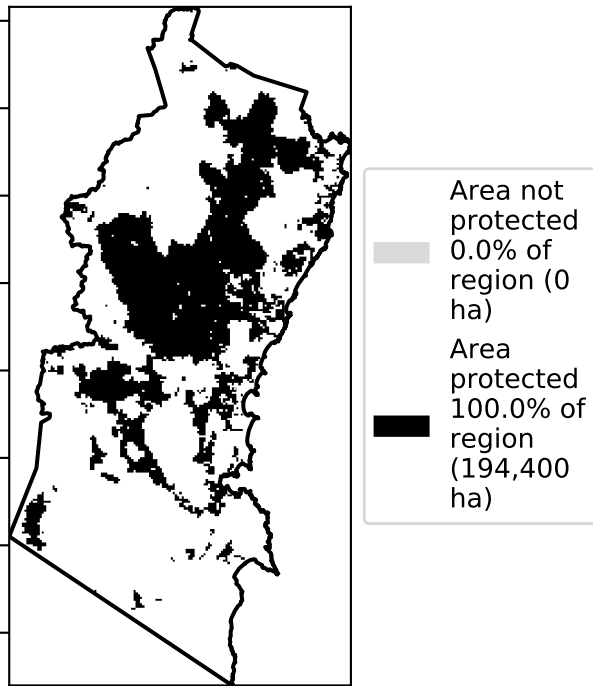 Area not
protected
0.0% of
region (0
ha)
Area
protected
100.0% of
region
(194,400
ha)